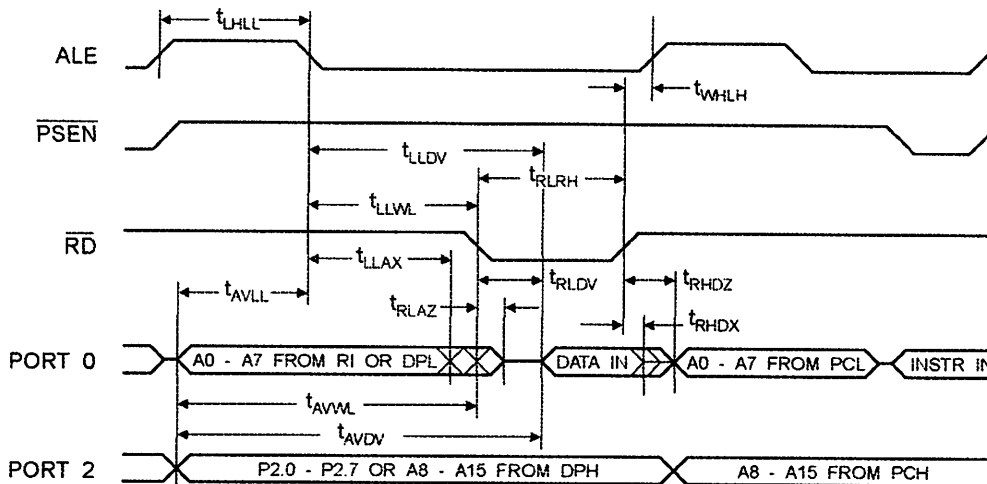 tLHLL
ALE
tWHLH
PSEN
tLLDV
tRLRH
tLLWL
RD
tLLAX
tRLDV
tRHDZ
tAVLL
tRLAZ
tRHDX
PORT 0
A0 - A7 FROM RI OR DPL
DATA IN
A0 - A7 FROM PCL
INSTR IN
tAVWL
tAVDV
PORT 2
P2.0 - P2.7 OR A8 - A15 FROM DPH
A8 - A15 FROM PCH